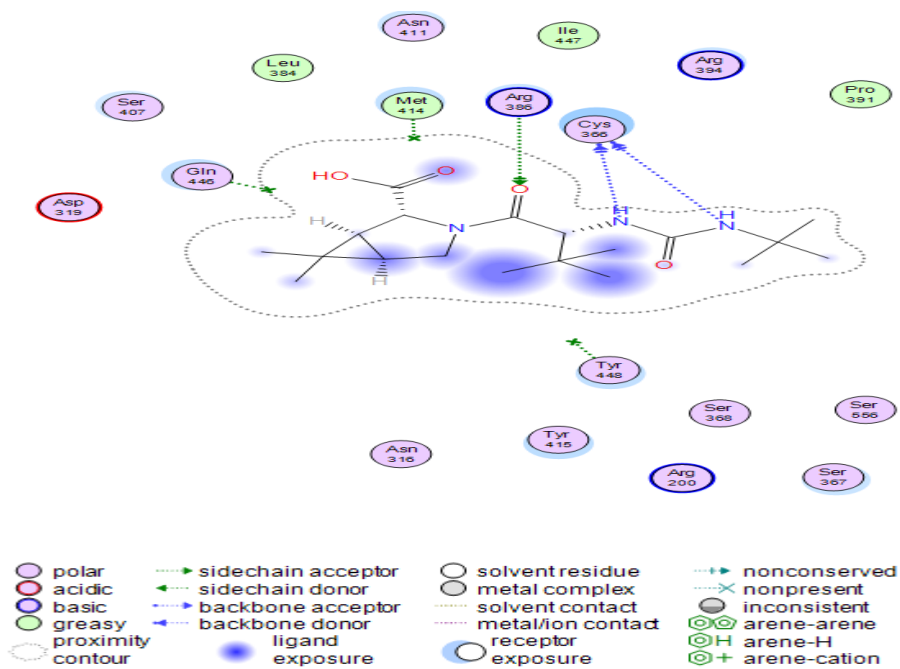 Asn
411
Ile
447
Leu
384
Arg
394
Met
414
Arg
386
Pro
391
Ser
407
Cys
366
Gln
446
Asp
319
HO
O
O
H
N
H
N
H
N
O
H
Tyr
448
Ser
368
Ser
556
Tyr
415
Asn
316
Arg
200
Ser
367
polar
acidic
basic
greasy
proximity
contour
sidechain acceptor
sidechain donor
backbone acceptor
backbone donor
ligand
exposure
solvent residue
metal complex
solvent contact
metal/ion contact
receptor
exposure
nonconserved
nonpresent
inconsistent
arene-arene
H arene-H
+ arene-cation